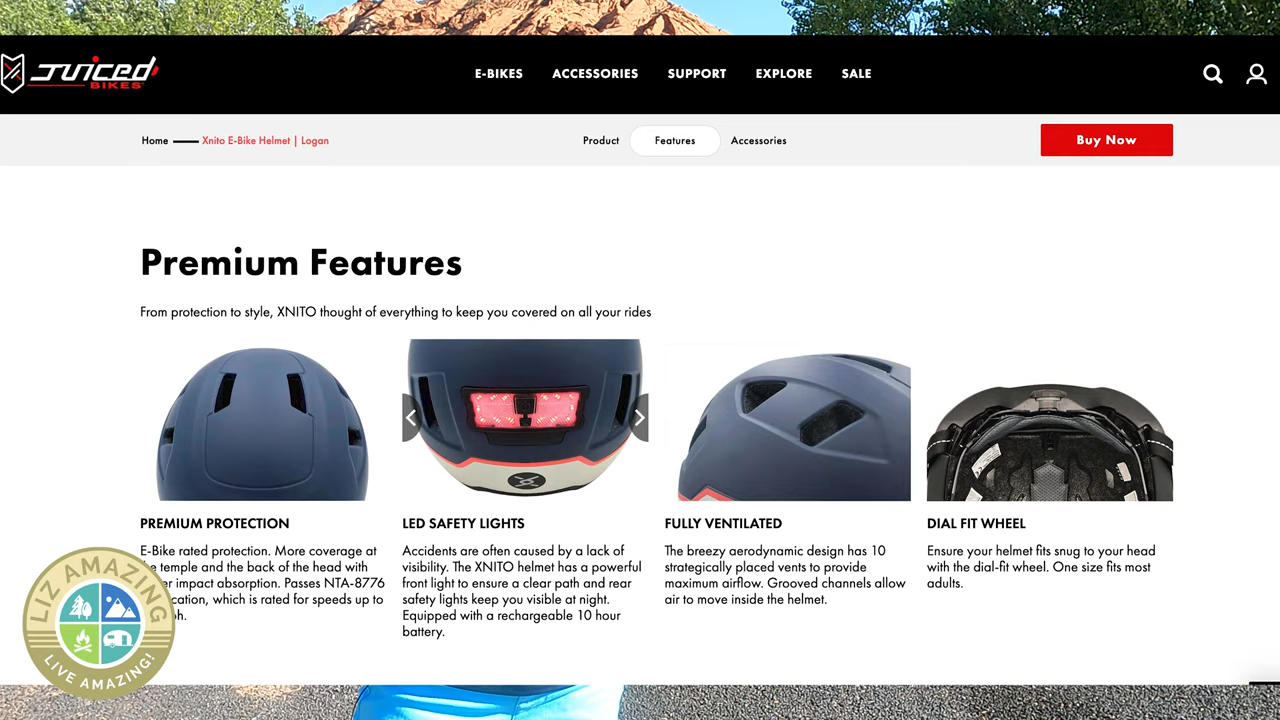 JUICED
BIKES
E-BIKES ACCESSORIES SUPPORT EXPLORE SALE
Home Xnito E-Bike Helmet | Logan
Product Features Accessories
Buy Now
Premium Features
From protection to style, XNITO thought of everything to keep you covered on all your rides
PREMIUM PROTECTION
E-Bike rated protection. More coverage at
temple and the back of the head with
impact absorption. Passes NTA-8776
which is rated for speeds up to
LED SAFETY LIGHTS
Accidents are often caused by a lack of
visibility. The XNITO helmet has a powerful
front light to ensure a clear path and rear
safety lights keep you visible at night.
Equipped with a rechargeable 10 hour
battery.
FULLY VENTILATED
The breezy aerodynamic design has 10
strategically placed vents to provide
maximum airflow. Grooved channels allow
air to move inside the helmet.
DIAL FIT WHEEL
Ensure your helmet fits snug to your head
with the dial-fit wheel. One size fits most
adults.
LIZ AMAZING
LIVE AMAZING!